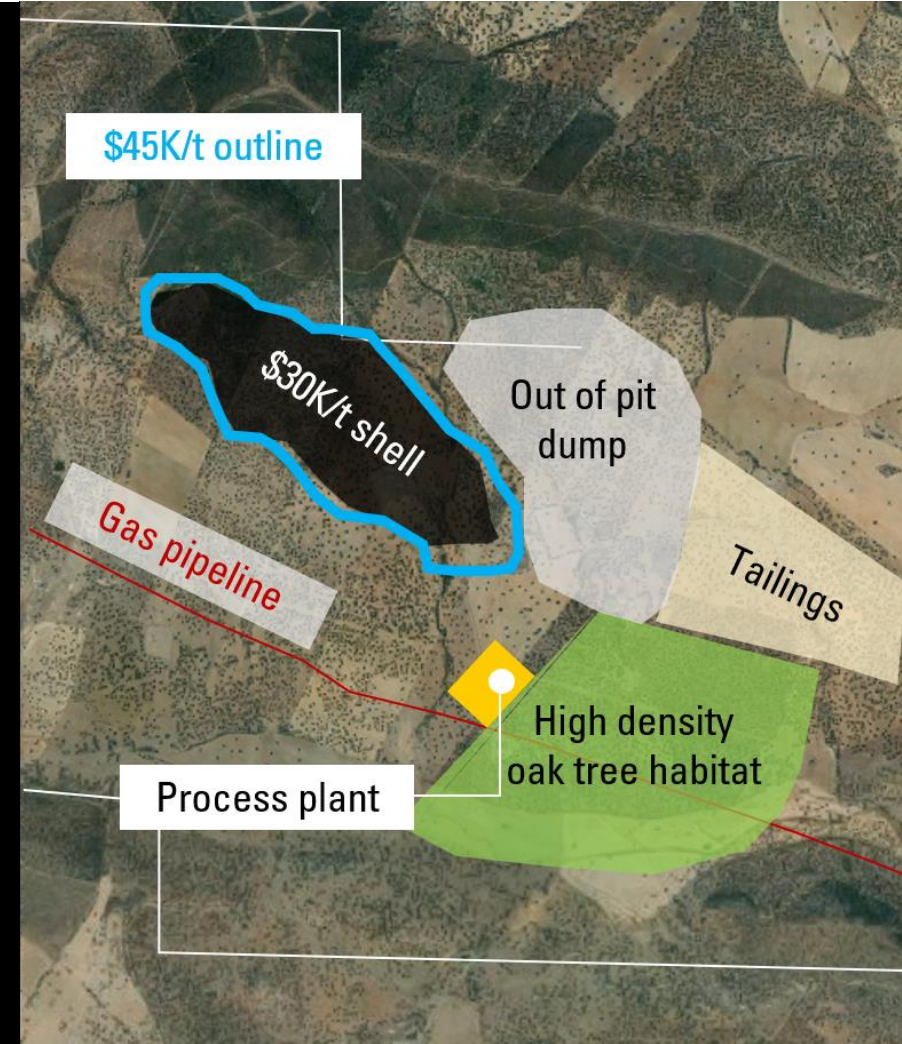 $45K/t outline
$30K/t shell
Out of pit
dump
Gas pipeline
Tailings
High density
oak tree habitat
Process plant